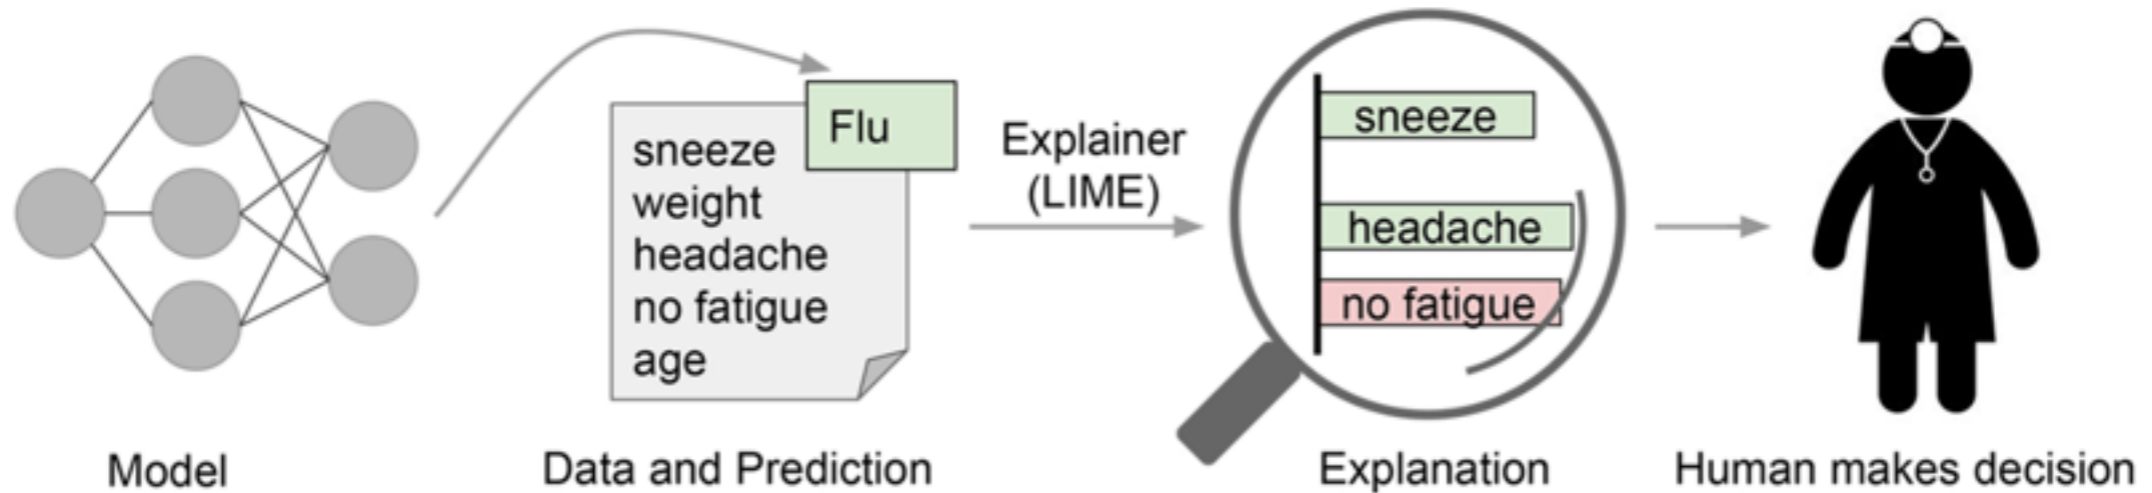 Flu
sneeze
weight
headache
no fatigue
age
Explainer
(LIME)
sneeze
headache
no fatigue
Model
Data and Prediction
Explanation
Human makes decision